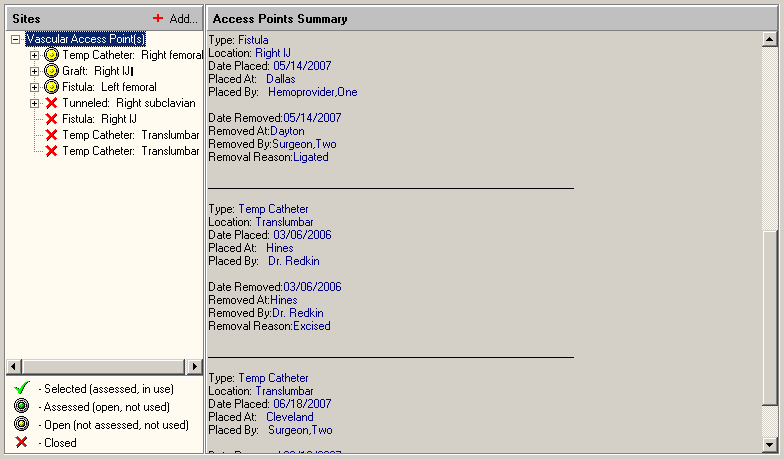 Sites
Add...
Vascular Access Point(s)
Temp Catheter: Right femoral
Graft: Right IJ
Fistula: Left femoral
Tunneled: Right subclavian
Fistula: Right IJ
Temp Catheter: Translumbar
Temp Catheter: Translumbar
- Selected (assessed, in use)
- Assessed (open, not used)
- Open (not assessed, not used)
- Closed
Access Points Summary
Type: Fistula
Location: Right IJ
Date Placed: 05/14/2007
Placed At: Dallas
Placed By: Hemoprovider,One
Date Removed:05/14/2007
Removed At:Dayton
Removed By:Surgeon,Two
Removal Reason:Ligated
Type: Temp Catheter
Location: Translumbar
Date Placed: 03/06/2006
Placed At: Hines
Placed By: Dr. Redkin
Date Removed:03/06/2006
Removed At:Hines
Removed By:Dr. Redkin
Removal Reason:Excised
Type: Temp Catheter
Location: Translumbar
Date Placed: 06/18/2007
Placed At: Cleveland
Placed By: Surgeon,Two